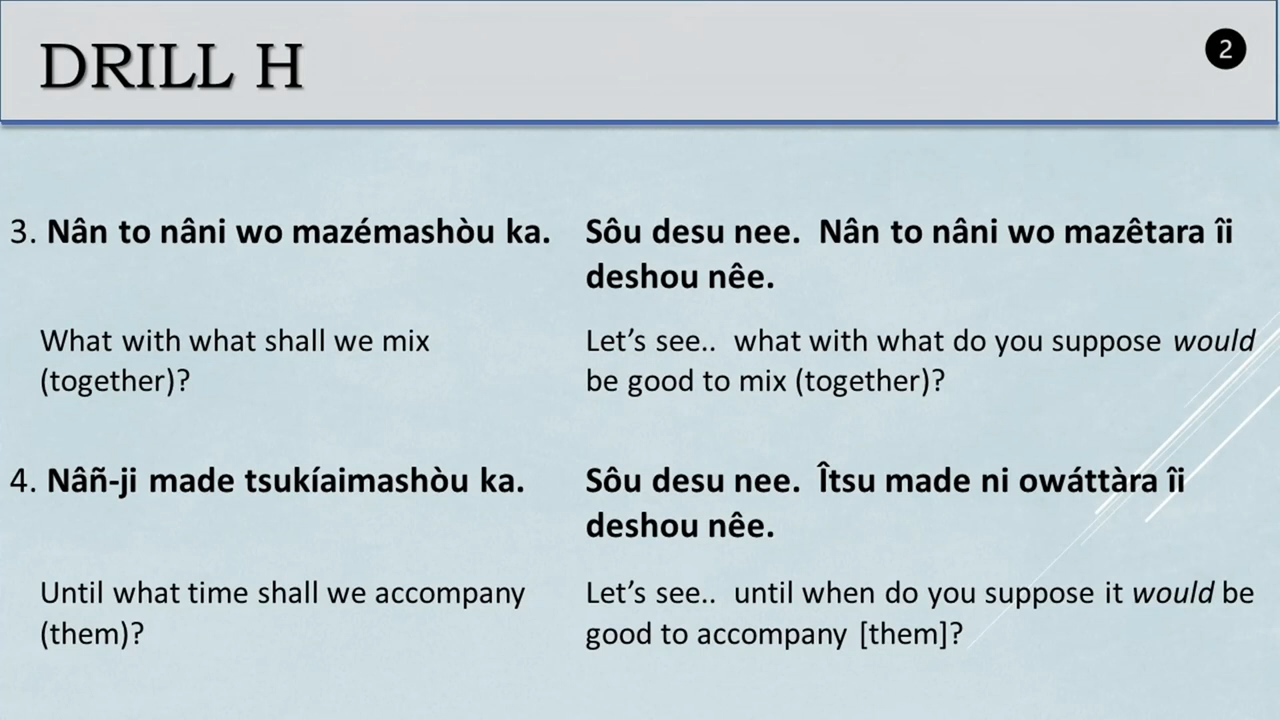 DRILL H
2
3. Nân to nâni wo mazémashòu ka.
Sôu desu nee.  Nân to nâni wo mazêtara îi
deshou nêe.
What with what shall we mix
(together)?
Let’s see..  what with what do you suppose would
be good to mix (together)?
4. Nâñ-ji made tsukíaimashòu ka.
Sôu desu nee.  Îtsu made ni owáttàra îi
deshou nêe.
Until what time shall we accompany
(them)?
Let’s see..  until when do you suppose it would be
good to accompany [them]?